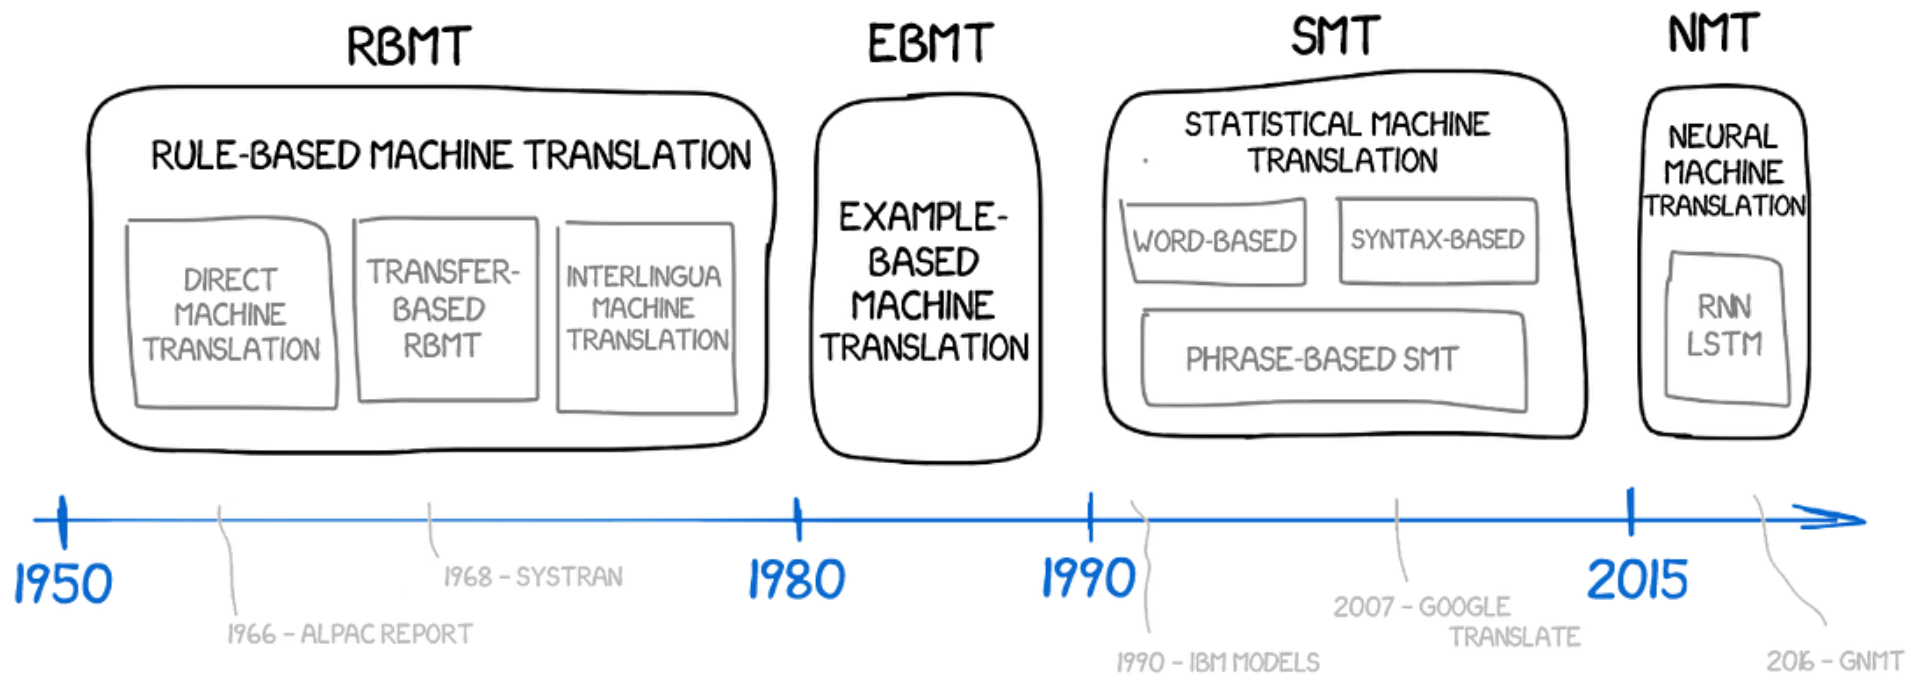 RBMT
RULE-BASED MACHINE TRANSLATION
DIRECT
MACHINE
TRANSLATION
TRANSFER-
BASED
RBMT
INTERLINGUA
MACHINE
TRANSLATION
EBMT
EXAMPLE-
BASED
MACHINE
TRANSLATION
SMT
STATISTICAL MACHINE
TRANSLATION
WORD-BASED
SYNTAX-BASED
PHRASE-BASED SMT
NMT
NEURAL
MACHINE
TRANSLATION
RNN
LSTM
1950
1980
1990
2015
1966 - ALPAC REPORT
1968 - SYSTRAN
1990 - IBM MODELS
2007 - GOOGLE
TRANSLATE
2016 - GNMT